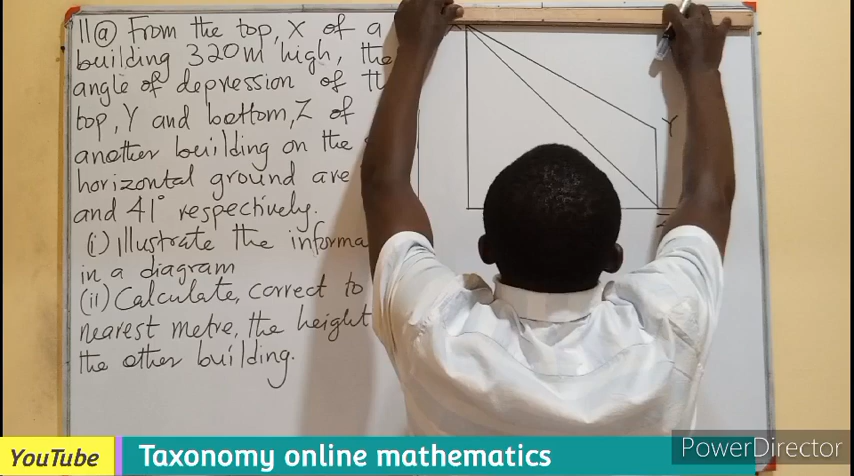 11(a) From the top, X of a
building 320m high, the
angle of depression of th
top, Y and bottom, Z of
another building on the
horizontal ground are
and 41° respectively.
(i) Illustrate the informa
in a diagram
(ii) Calculate, correct to
nearest metre, the height
the other building.
Y
YouTube
Taxonomy online mathematics
PowerDirector